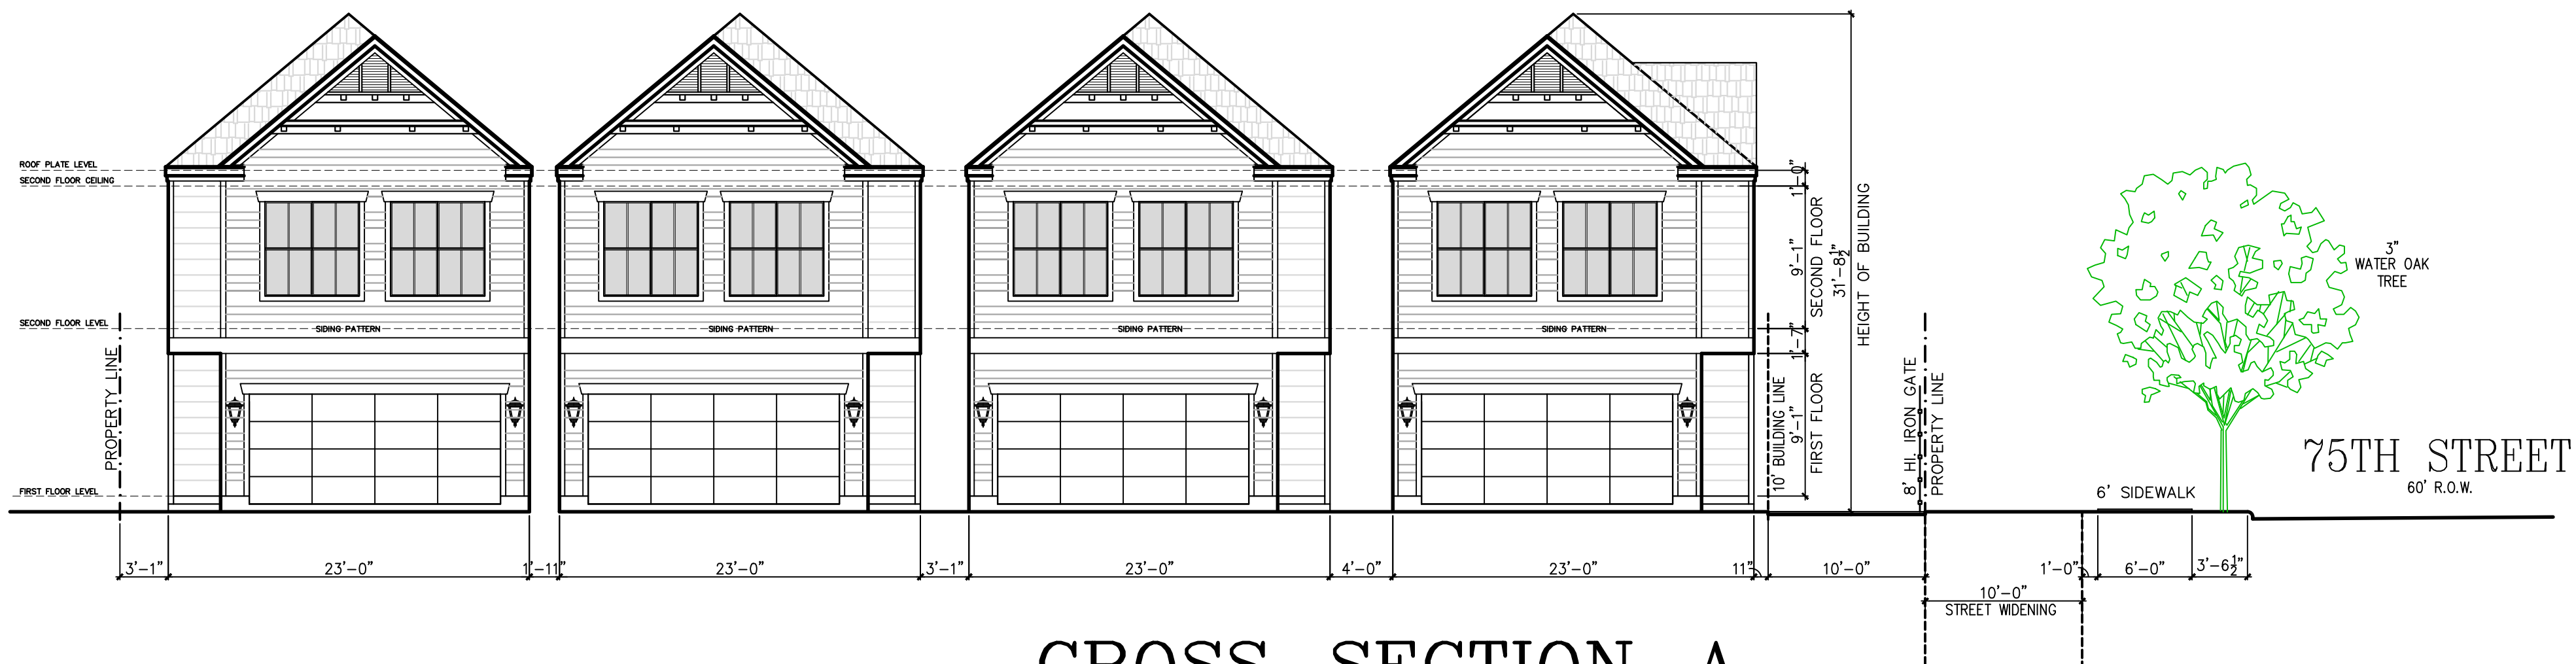 ROOF PLATE LEVEL
SECOND FLOOR CEILING
SECOND FLOOR LEVEL
FIRST FLOOR LEVEL
PROPERTY LINE
SIDING PATTERN
SIDING PATTERN
SIDING PATTERN
SIDING PATTERN
1'-0"
9'-1"
SECOND FLOOR
1'-7"
9'-1"
FIRST FLOOR
31'-8½"
HEIGHT OF BUILDING
10' BUILDING LINE
8' HI. IRON GATE
PROPERTY LINE
3"
WATER OAK
TREE
75TH STREET
60' R.O.W.
6' SIDEWALK
3'-1"
23'-0"
1'-11"
23'-0"
3'-1"
23'-0"
4'-0"
23'-0"
11"
10'-0"
1'-0"
6'-0"
3'-6½"
10'-0"
STREET WIDENING
CROSS SECTION A